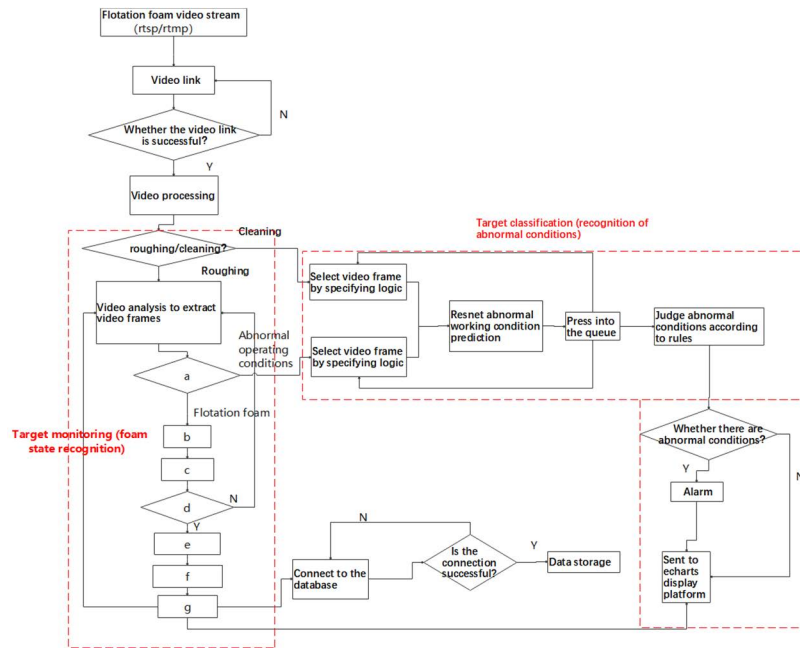 Flotation foam video stream
(rtsp/rtmp)
Video link
N
Whether the video link
is successful?
Y
Video processing
Cleaning
roughing/cleaning?
Roughing
Target classification (recognition of
abnormal conditions)
Video analysis to extract
video frames
Select video frame
by specifying logic
Resnet abnormal
working condition
prediction
Press into
the queue
Judge abnormal
conditions according
to rules
Abnormal
operating
conditions
Select video frame
by specifying logic
a
Flotation foam
Target monitoring (foam
state recognition)
b
c
d
N
Y
e
f
g
Whether there are
abnormal conditions?
Y
N
Alarm
N
Connect to the
database
Is the
connection
successful?
Y
Data storage
Sent to
echarts
display
platform